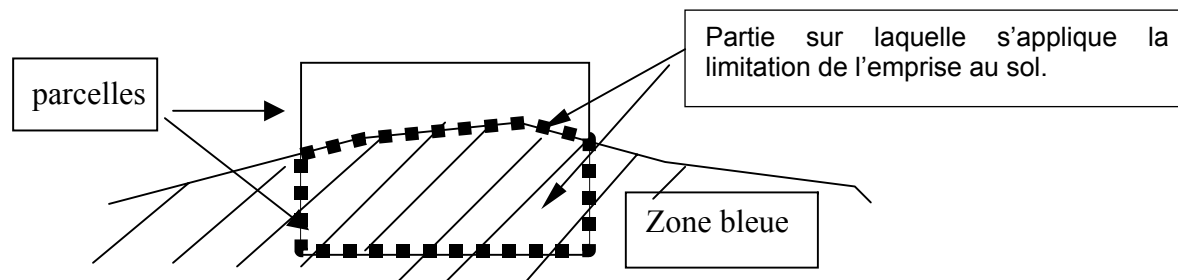 Partie sur laquelle s’applique la
limitation de l’emprise au sol.
parcelles
Zone bleue